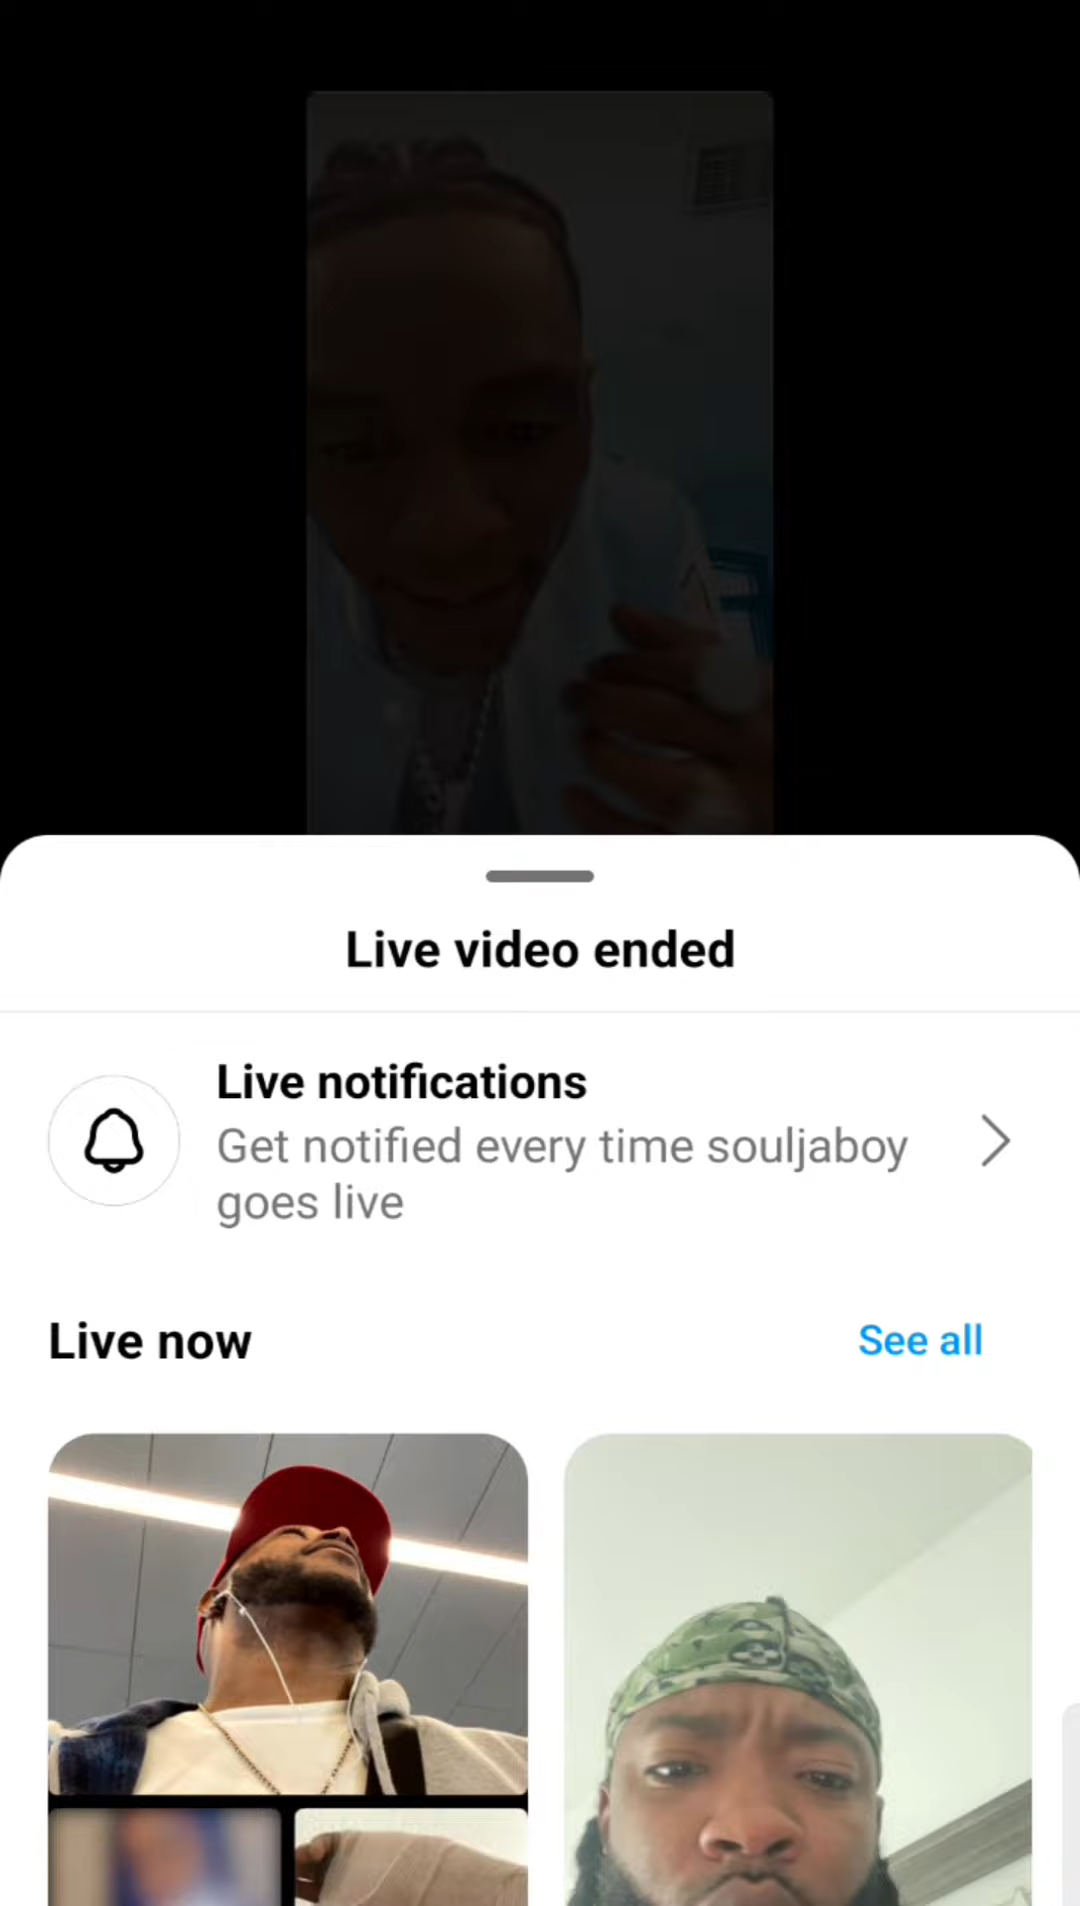 Live video ended
Live notifications
Get notified every time souljaboy
goes live
Live now
See all